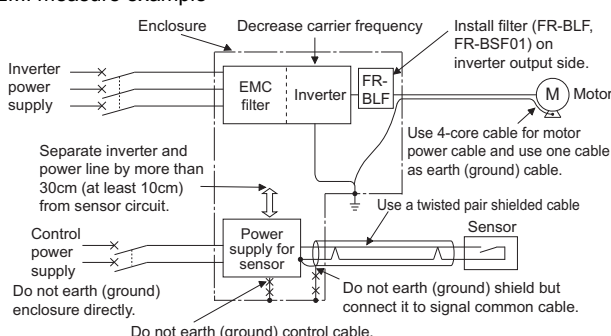 Enclosure
Decrease carrier frequency
Install filter (FR-BLF,
FR-BSF01) on
inverter output side.
Inverter
power
supply
EMC
filter
Inverter
FR-
BLF
M
Motor
Use 4-core cable for motor
power cable and use one cable
as earth (ground) cable.
Separate inverter and
power line by more than
30cm (at least 10cm)
from sensor circuit.
Use a twisted pair shielded cable
Control
power
supply
Power
supply for
sensor
Sensor
Do not earth (ground)
enclosure directly.
Do not earth (ground) shield but
connect it to signal common cable.
Do not earth (ground) control cable.